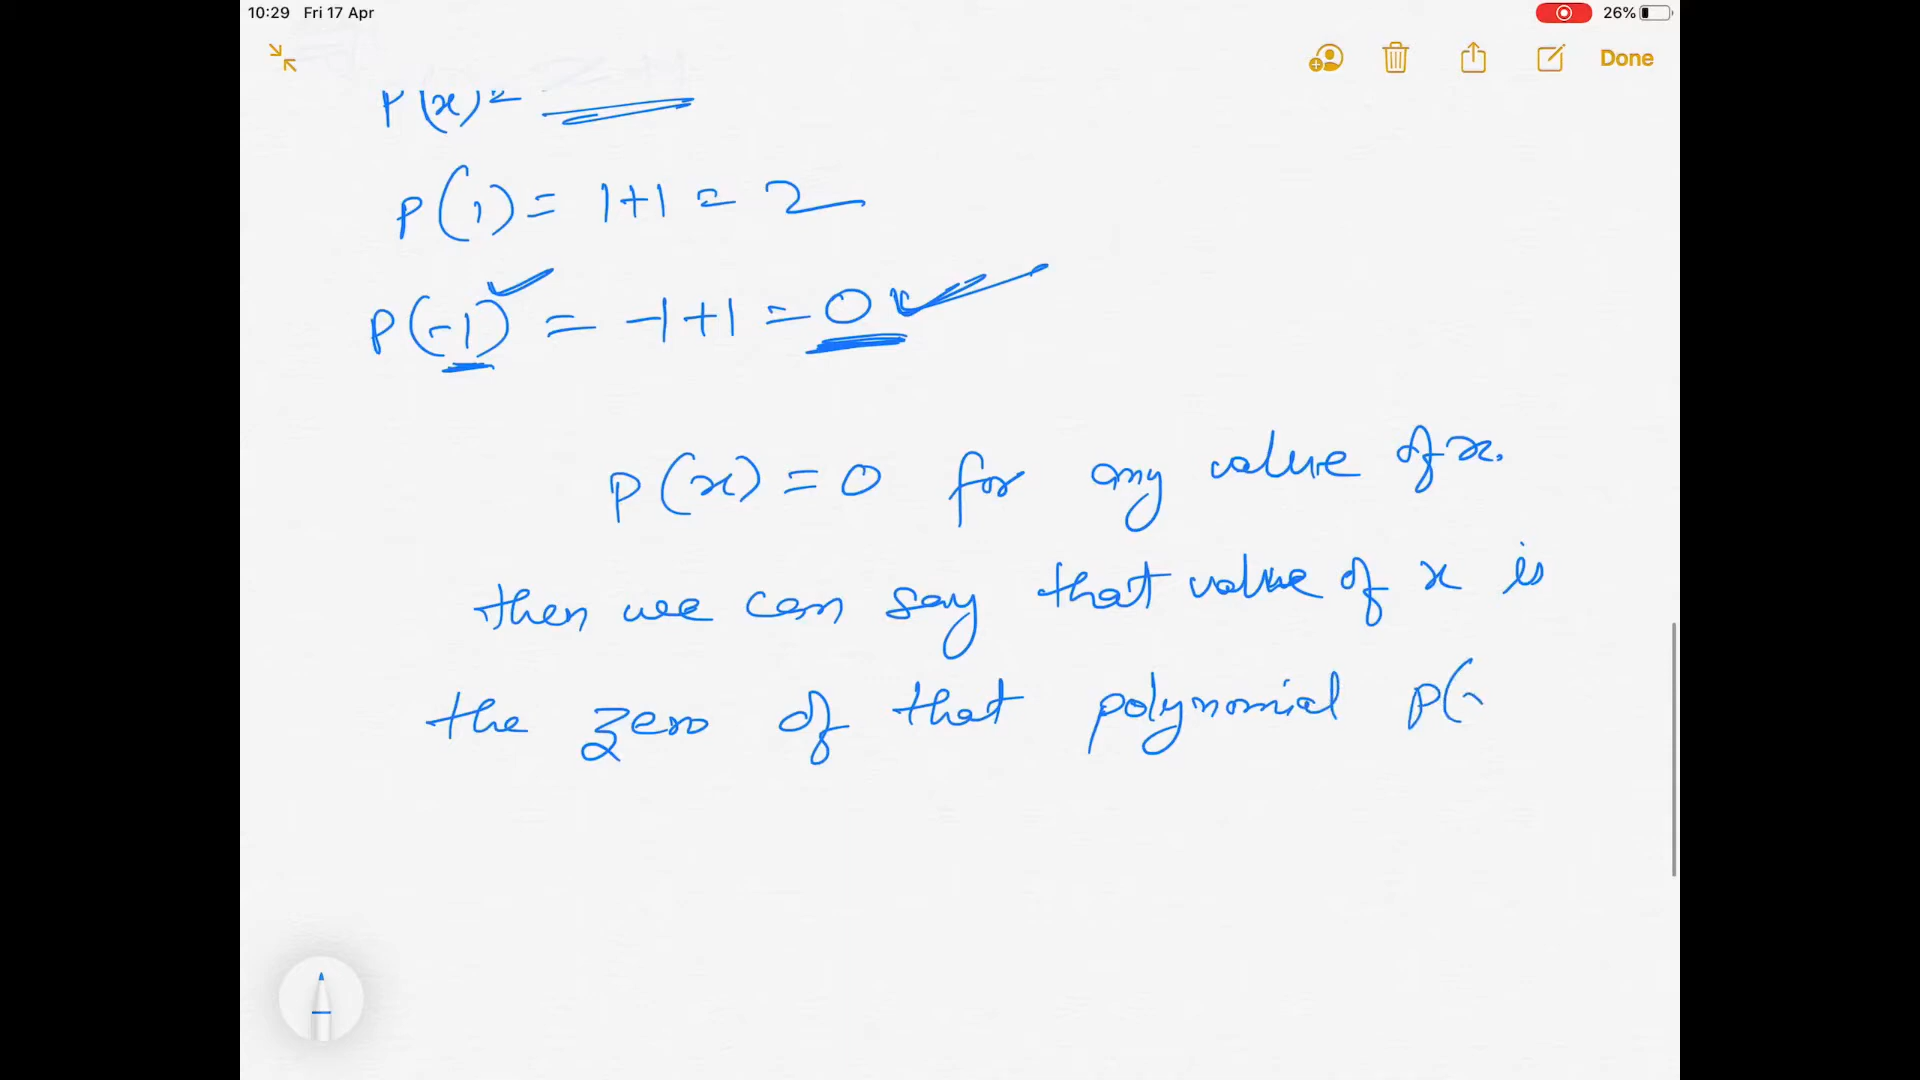 10:29 Fri 17 Apr 26%
Done
P(x)=
P(1) = 1+1 = 2
P(-1) = -1+1 = 0
P(x) = 0 for any value of x.
then we can say that value of x is
the zero of that polynomial P(